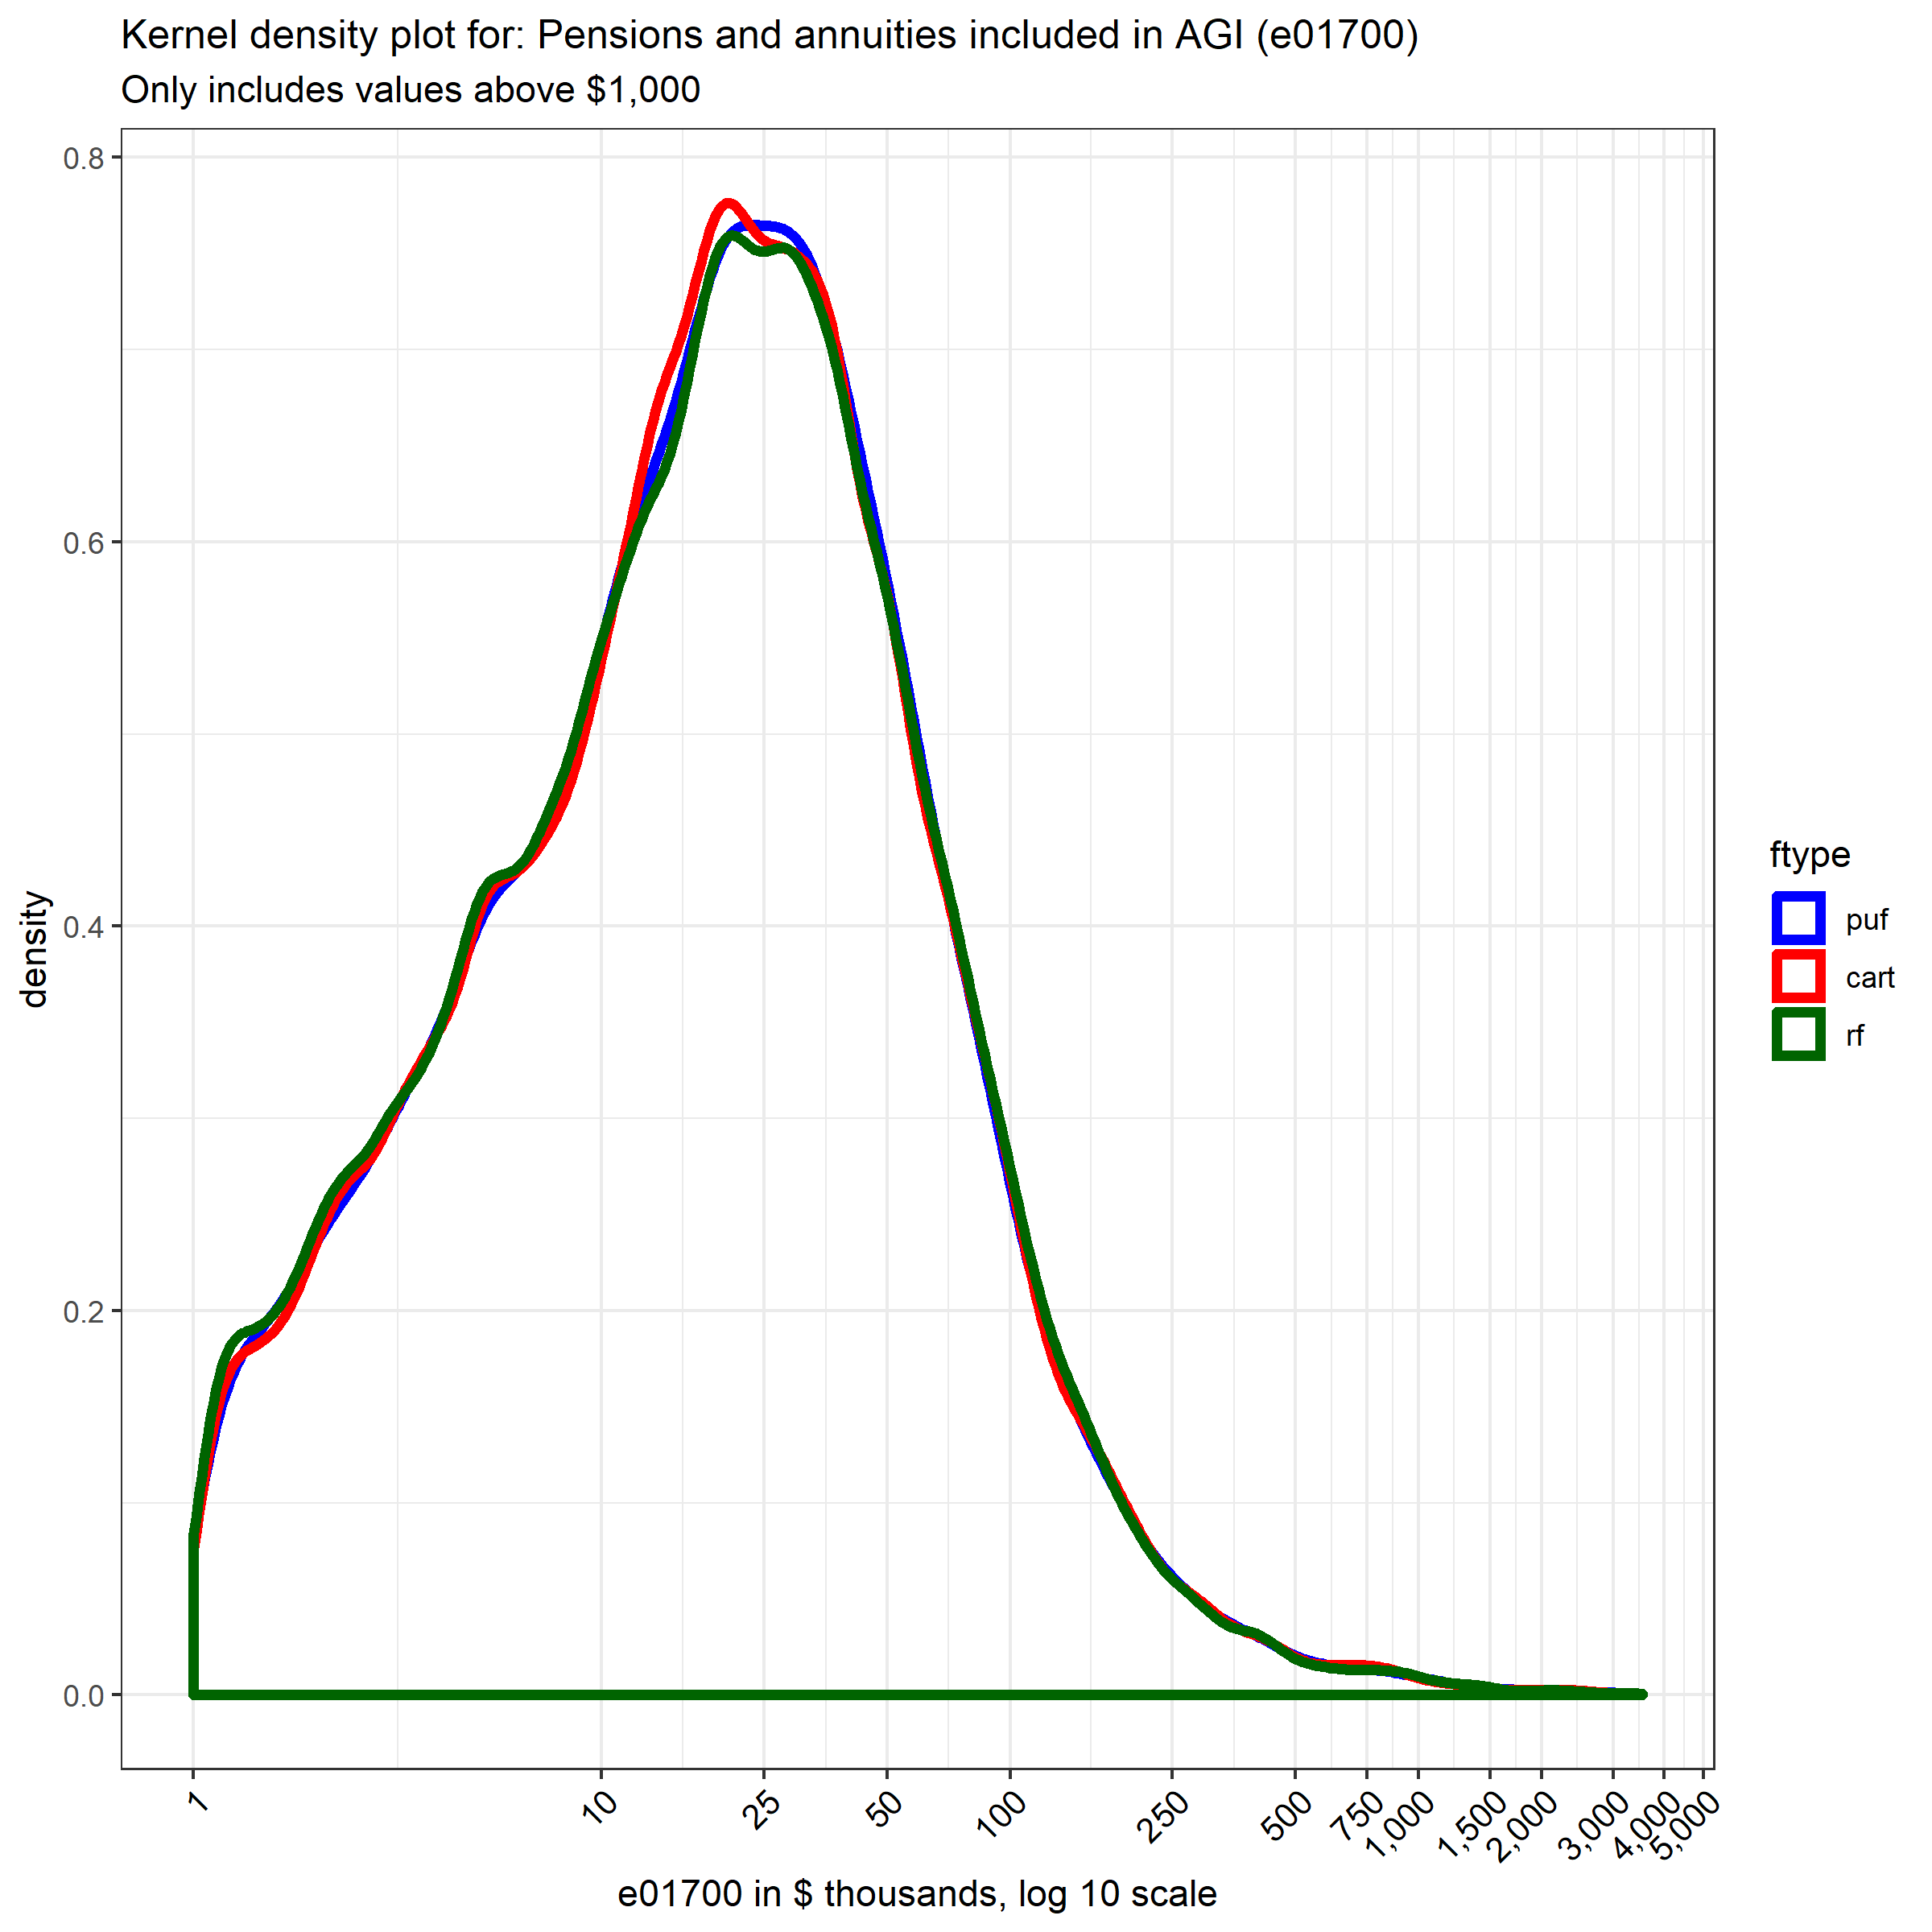 Kernel density plot for: Pensions and annuities included in AGI (e01700)
Only includes values above $1,000
0.8
0.6
0.4
0.2
0.0
density
1
10
25
50
100
250
500
750
1,000
1,500
2,000
3,000
4,000
5,000
e01700 in $ thousands, log 10 scale
ftype
puf
cart
rf